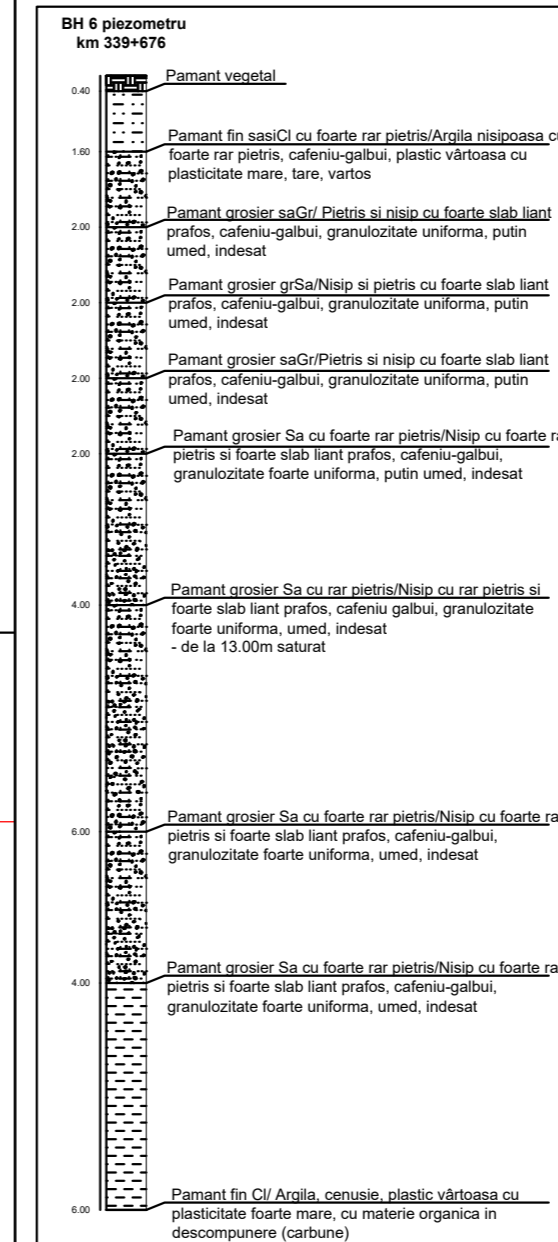 BH 6 piezometru
km 339+676
Pamant vegetal
0.40
Pamant fin sasiCl cu foarte rar pietris/Argila nisipoasa cu
1.60
foarte rar pietris, cafeniu-galbui, plastic vârtoasa cu
plasticitate mare, tare, vartos
Pamant grosier saGr/ Pietris si nisip cu foarte slab liant
2.00
prafos, cafeniu-galbui, granulozitate uniforma, putin
umed, indesat
Pamant grosier grSa/Nisip si pietris cu foarte slab liant
2.00
prafos, cafeniu-galbui, granulozitate uniforma, putin
umed, indesat
Pamant grosier saGr/Pietris si nisip cu foarte slab liant
2.00
prafos, cafeniu-galbui, granulozitate uniforma, putin
umed, indesat
Pamant grosier Sa cu foarte rar pietris/Nisip cu foarte ra
2.00
pietris si foarte slab liant prafos, cafeniu-galbui,
granulozitate foarte uniforma, putin umed, indesat
Pamant grosier Sa cu rar pietris/Nisip cu rar pietris si
4.00
foarte slab liant prafos, cafeniu galbui, granulozitate
foarte uniforma, umed, indesat
- de la 13.00m saturat
Pamant grosier Sa cu foarte rar pietris/Nisip cu foarte ra
6.00
pietris si foarte slab liant prafos, cafeniu-galbui,
granulozitate foarte uniforma, umed, indesat
Pamant grosier Sa cu foarte rar pietris/Nisip cu foarte ra
4.00
pietris si foarte slab liant prafos, cafeniu-galbui,
granulozitate foarte uniforma, umed, indesat
Pamant fin Cl/ Argila, cenusie, plastic vârtoasa cu
6.00
plasticitate foarte mare, cu materie organica in
descompunere (carbune)